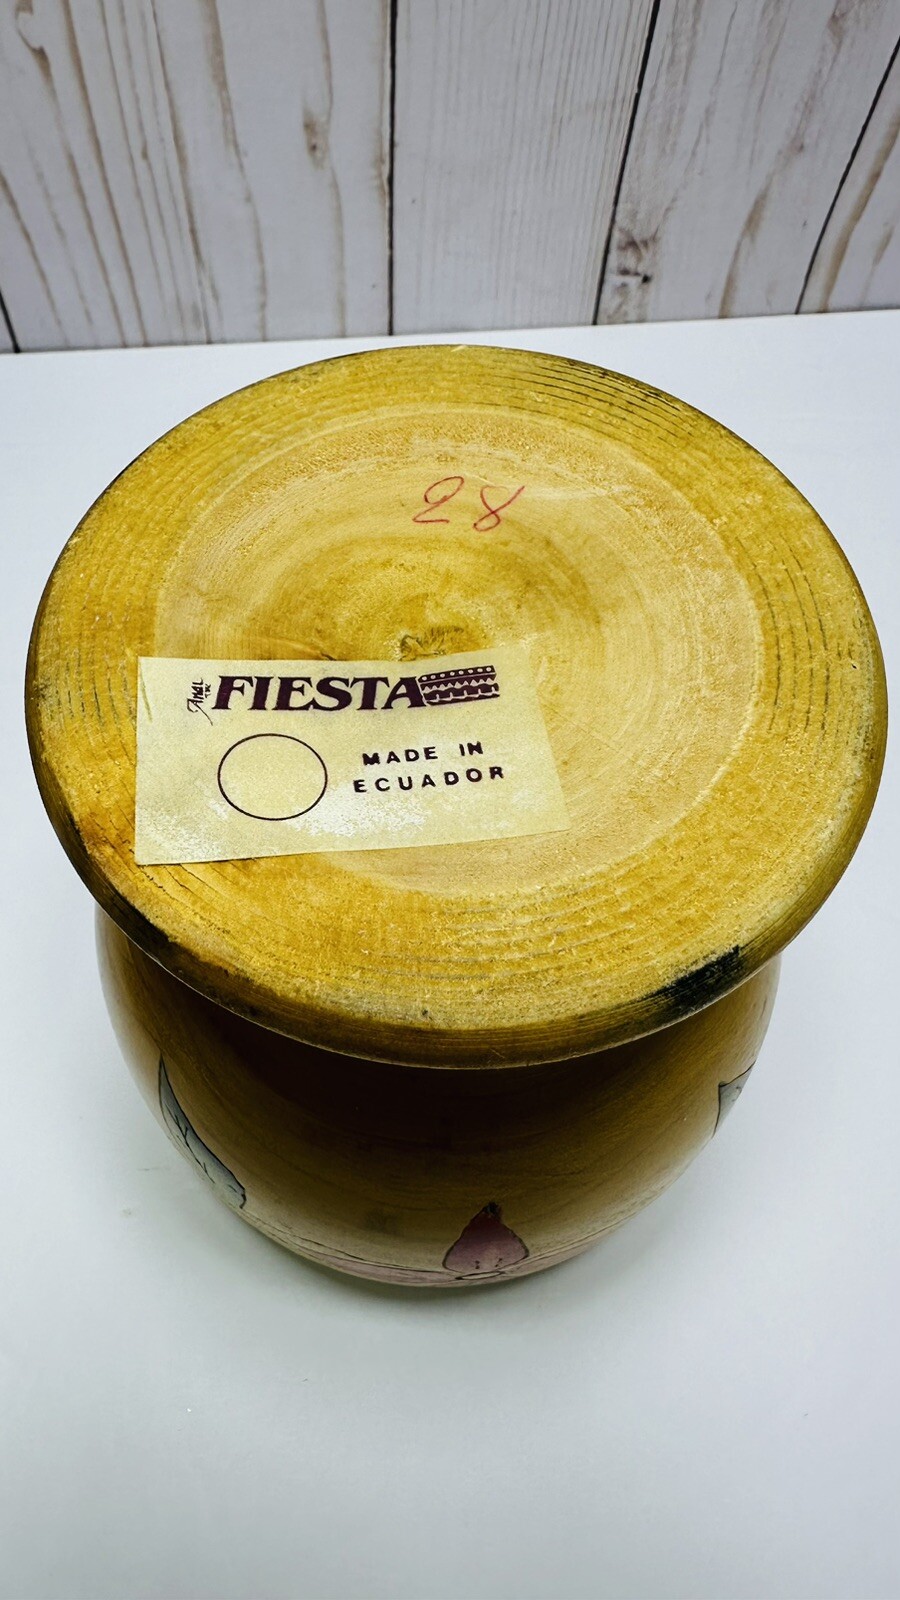 28
FIESTA
MADE IN
ECUADOR